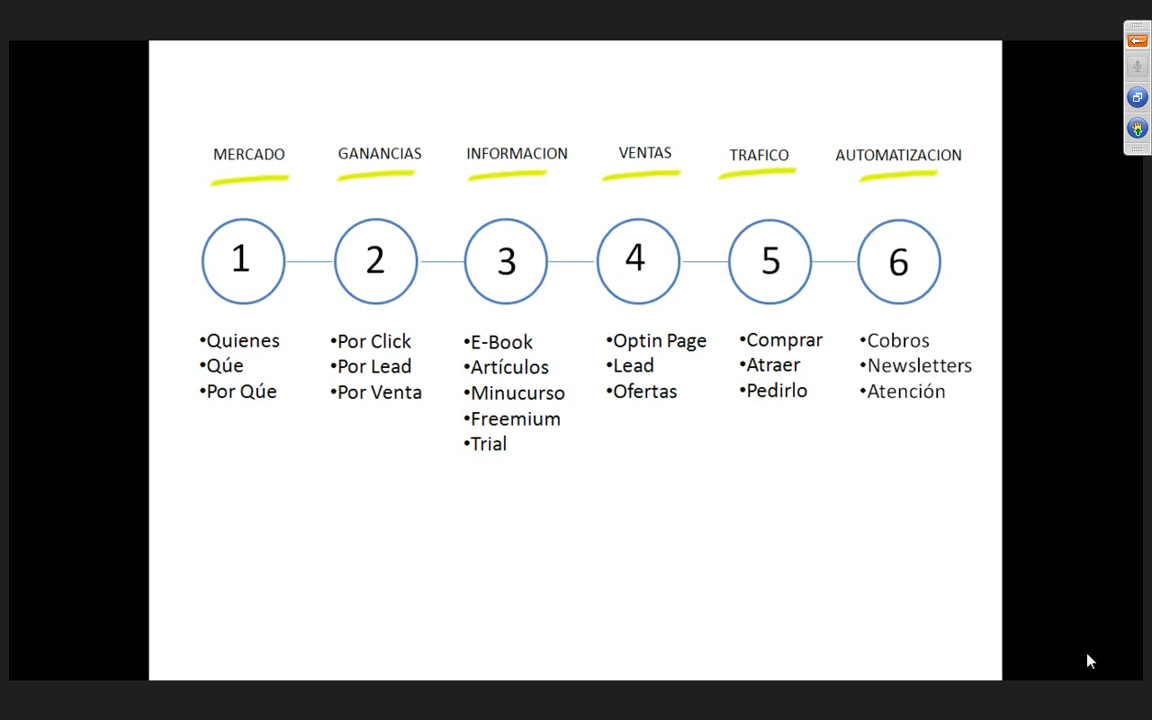 MERCADO
GANANCIAS
INFORMACION
VENTAS
TRAFICO
AUTOMATIZACION
1
2
3
4
5
6
•Quienes
•Qúe
•Por Qúe
•Por Click
•Por Lead
•Por Venta
•E-Book
•Artículos
•Minucurso
•Freemium
•Trial
•Optin Page
•Lead
•Ofertas
•Comprar
•Atraer
•Pedirlo
•Cobros
•Newsletters
•Atención